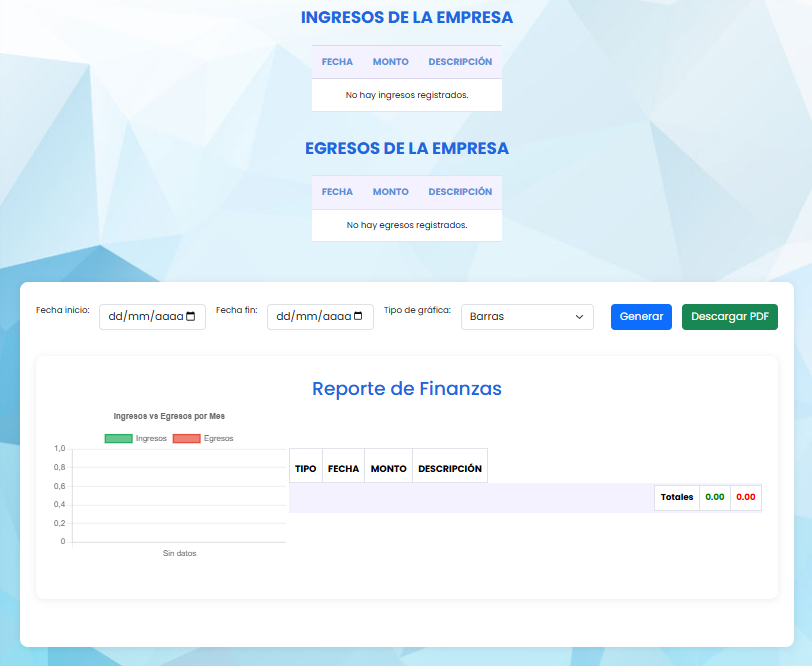 INGRESOS DE LA EMPRESA
FECHA MONTO DESCRIPCIÓN
No hay ingresos registrados.
EGRESOS DE LA EMPRESA
FECHA MONTO DESCRIPCIÓN
No hay egresos registrados.
Fecha inicio: dd/mm/aaaa Fecha fin: dd/mm/aaaa Tipo de gráfica: Barras Generar Descargar PDF
Reporte de Finanzas
Ingresos vs Egresos por Mes
Ingresos Egresos
1,0
0,8
0,6
0,4
0,2
0
Sin datos
TIPO FECHA MONTO DESCRIPCIÓN
Totales 0.00 0.00